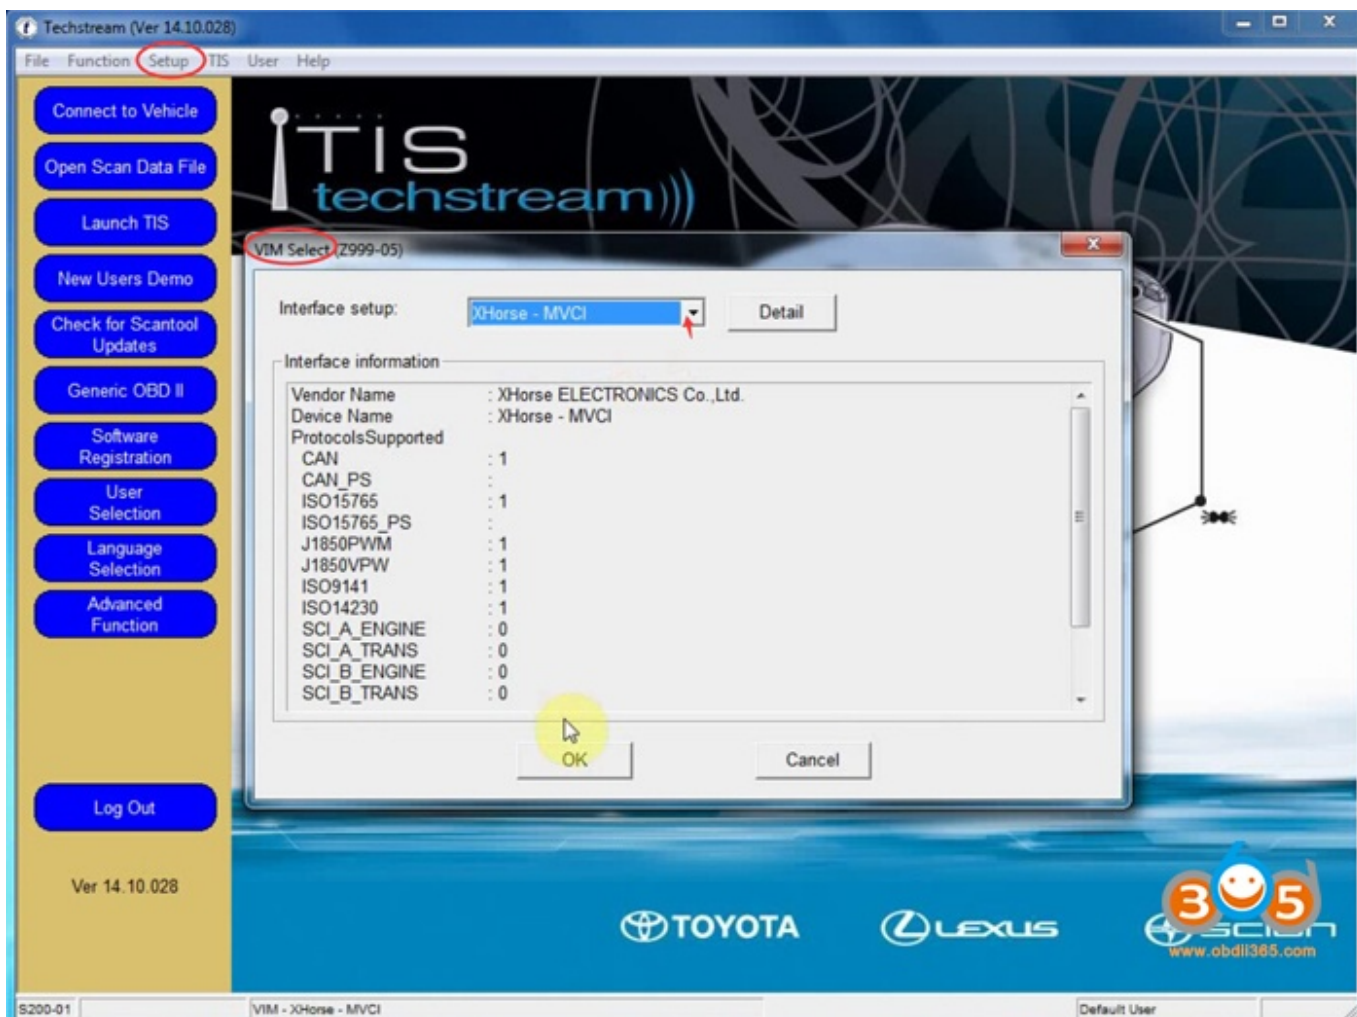 Techstream (Ver 14.10.028)
File Function Setup TIS User Help
Connect to Vehicle
Open Scan Data File
Launch TIS
New Users Demo
Check for Scantool
Updates
Generic OBD II
Software
Registration
User
Selection
Language
Selection
Advanced
Function
Log Out
Ver 14.10.028
TIS
techstream
VIM Select (Z999-05)
Interface setup: XHorse - MVCI Detail
Interface information
Vendor Name : XHorse ELECTRONICS Co.,Ltd.
Device Name : XHorse - MVCI
ProtocolsSupported
CAN : 1
CAN_PS :
ISO15765 : 1
ISO15765_PS :
J1850PWM : 1
J1850VPW : 1
ISO9141 : 1
ISO14230 : 1
SCI_A_ENGINE : 0
SCI_A_TRANS : 0
SCI_B_ENGINE : 0
SCI_B_TRANS : 0
OK Cancel
TOYOTA LEXUS SCION
365
www.obdii365.com
S200-01 VIM - XHorse - MVCI Default User